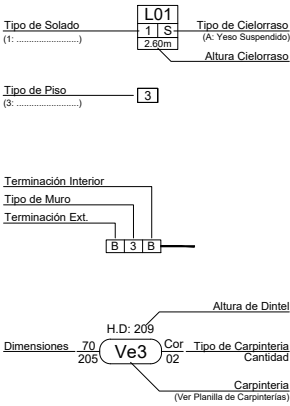 L01
Tipo de Solado 1 S Tipo de Cielorraso
(1: ........................) 2.60m (A: Yeso Suspendido)
Altura Cielorraso
Tipo de Piso 3
(3: ........................)
Terminación Interior
Tipo de Muro
Terminación Ext.
B 3 B
Altura de Dintel
H.D: 209
Dimensiones 70 Ve3 Cor Tipo de Carpinteria
205 02 Cantidad
Carpinteria
(Ver Planilla de Carpinterías)